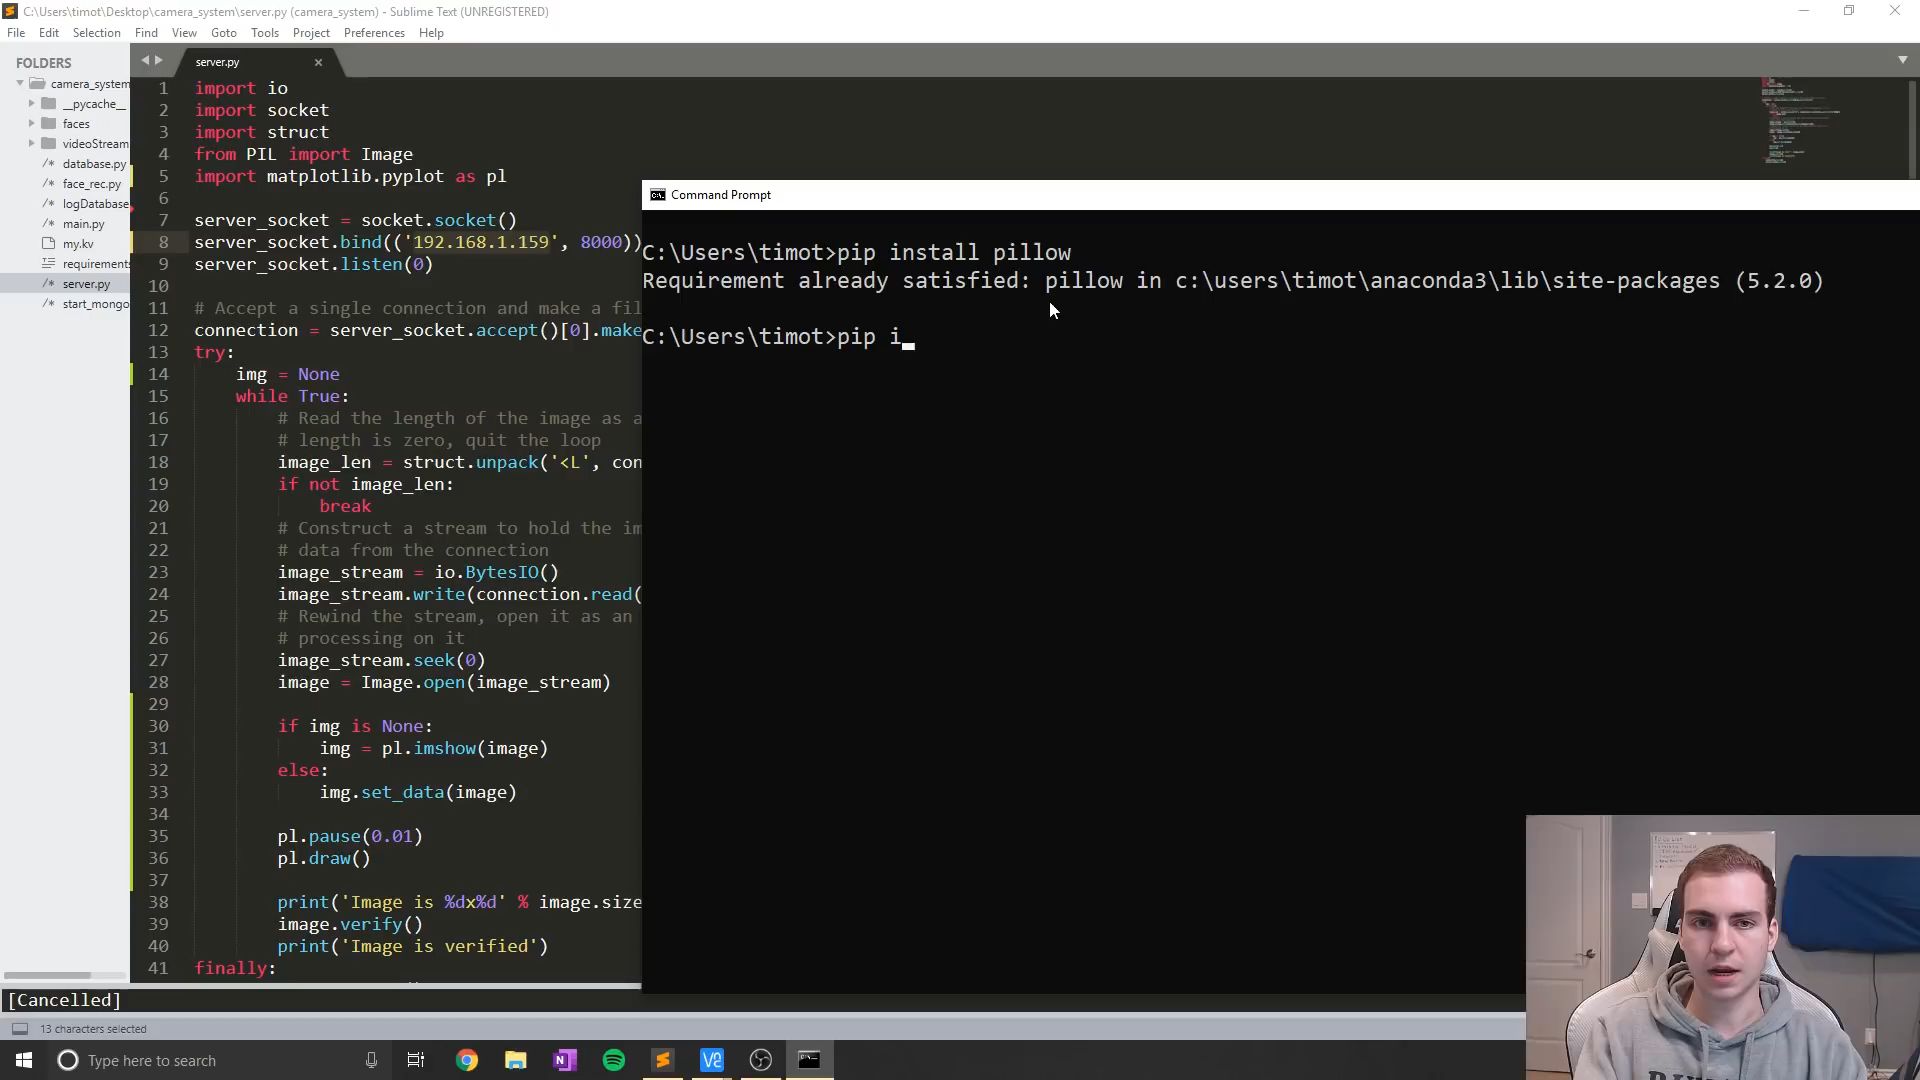 C:\Users\timot\Desktop\camera_system\server.py (camera_system) - Sublime Text (UNREGISTERED)
File Edit Selection Find View Goto Tools Project Preferences Help
FOLDERS
camera_system
__pycache__
faces
videoStream
database.py
face_rec.py
logDatabase
main.py
my.kv
requirements
server.py
start_mongo
server.py
1 import io
2 import socket
3 import struct
4 from PIL import Image
5 import matplotlib.pyplot as pl
6
7 server_socket = socket.socket()
8 server_socket.bind(('192.168.1.159', 8000))
9 server_socket.listen(0)
10
11 # Accept a single connection and make a fil
12 connection = server_socket.accept()[0].make
13 try:
14 img = None
15 while True:
16 # Read the length of the image as a
17 # length is zero, quit the loop
18 image_len = struct.unpack('<L', con
19 if not image_len:
20 break
21 # Construct a stream to hold the im
22 # data from the connection
23 image_stream = io.BytesIO()
24 image_stream.write(connection.read(
25 # Rewind the stream, open it as an
26 # processing on it
27 image_stream.seek(0)
28 image = Image.open(image_stream)
29
30 if img is None:
31 img = pl.imshow(image)
32 else:
33 img.set_data(image)
34
35 pl.pause(0.01)
36 pl.draw()
37
38 print('Image is %dx%d' % image.size
39 image.verify()
40 print('Image is verified')
41 finally:
Command Prompt
C:\Users\timot>pip install pillow
Requirement already satisfied: pillow in c:\users\timot\anaconda3\lib\site-packages (5.2.0)
C:\Users\timot>pip i_
[Cancelled]
13 characters selected
Type here to search